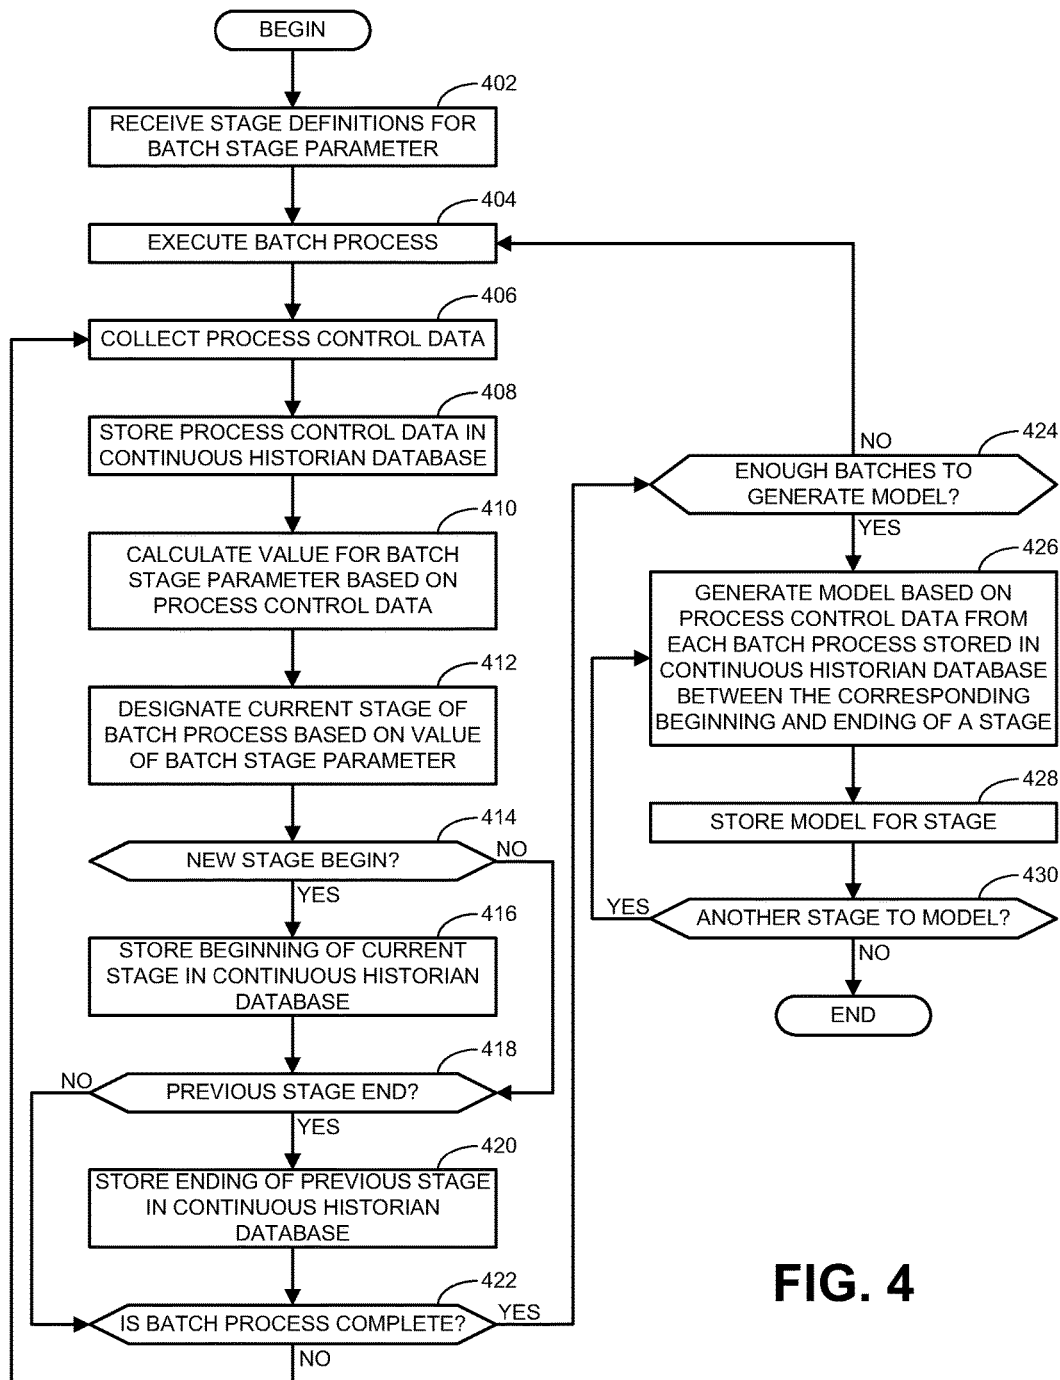 BEGIN
402
RECEIVE STAGE DEFINITIONS FOR
BATCH STAGE PARAMETER
404
EXECUTE BATCH PROCESS
406
COLLECT PROCESS CONTROL DATA
408
STORE PROCESS CONTROL DATA IN
CONTINUOUS HISTORIAN DATABASE
410
CALCULATE VALUE FOR BATCH
STAGE PARAMETER BASED ON
PROCESS CONTROL DATA
412
DESIGNATE CURRENT STAGE OF
BATCH PROCESS BASED ON VALUE
OF BATCH STAGE PARAMETER
414
NEW STAGE BEGIN?
NO
YES
416
STORE BEGINNING OF CURRENT
STAGE IN CONTINUOUS HISTORIAN
DATABASE
418
NO
PREVIOUS STAGE END?
YES
420
STORE ENDING OF PREVIOUS STAGE
IN CONTINUOUS HISTORIAN
DATABASE
422
IS BATCH PROCESS COMPLETE?
YES
NO
NO
424
ENOUGH BATCHES TO
GENERATE MODEL?
YES
426
GENERATE MODEL BASED ON
PROCESS CONTROL DATA FROM
EACH BATCH PROCESS STORED IN
CONTINUOUS HISTORIAN DATABASE
BETWEEN THE CORRESPONDING
BEGINNING AND ENDING OF A STAGE
428
STORE MODEL FOR STAGE
430
YES
ANOTHER STAGE TO MODEL?
NO
END
FIG. 4